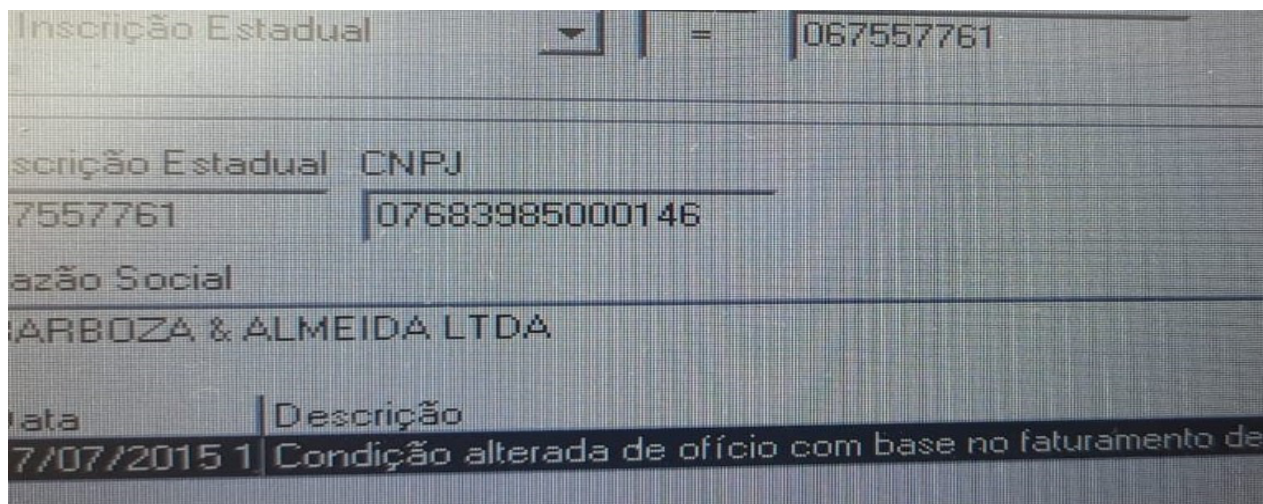 Inscrição Estadual = 067557761
scrição Estadual CNPJ
7557761 07683985000146
azão Social
ARBOZA & ALMEIDA LTDA
ata Descrição
7/07/2015 1 Condição alterada de ofício com base no faturamento de